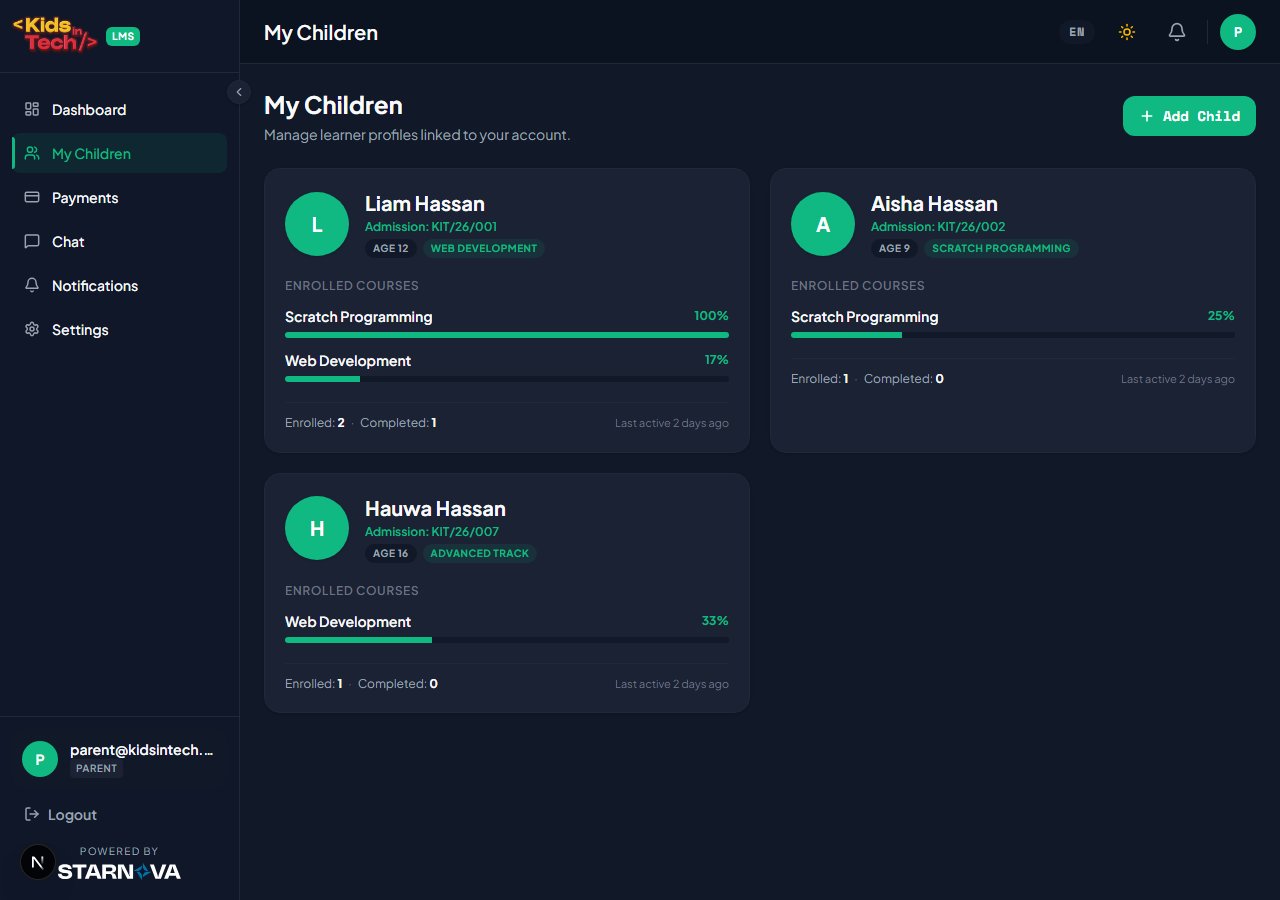 <Kids in
Tech/>
LMS
My Children
EN
P
Dashboard
My Children
Payments
Chat
Notifications
Settings
My Children
Manage learner profiles linked to your account.
+ Add Child
L
Liam Hassan
Admission: KIT/26/001
AGE 12 WEB DEVELOPMENT
ENROLLED COURSES
Scratch Programming 100%
Web Development 17%
Enrolled: 2 · Completed: 1 Last active 2 days ago
A
Aisha Hassan
Admission: KIT/26/002
AGE 9 SCRATCH PROGRAMMING
ENROLLED COURSES
Scratch Programming 25%
Enrolled: 1 · Completed: 0 Last active 2 days ago
H
Hauwa Hassan
Admission: KIT/26/007
AGE 16 ADVANCED TRACK
ENROLLED COURSES
Web Development 33%
Enrolled: 1 · Completed: 0 Last active 2 days ago
P
parent@kidsintech....
PARENT
Logout
N
POWERED BY
STARNOVA